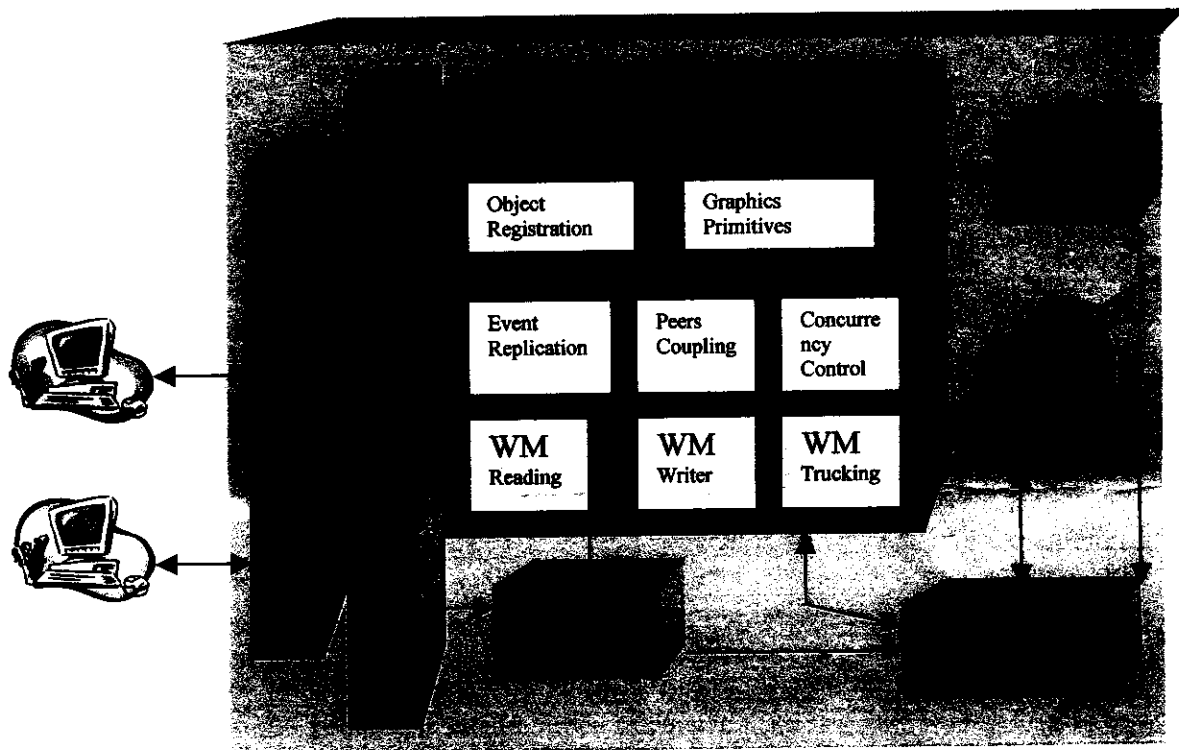 Object
Registration
Graphics
Primitives
Event
Replication
Peers
Coupling
Concurre
ncy
Control
WM
Reading
WM
Writer
WM
Trucking